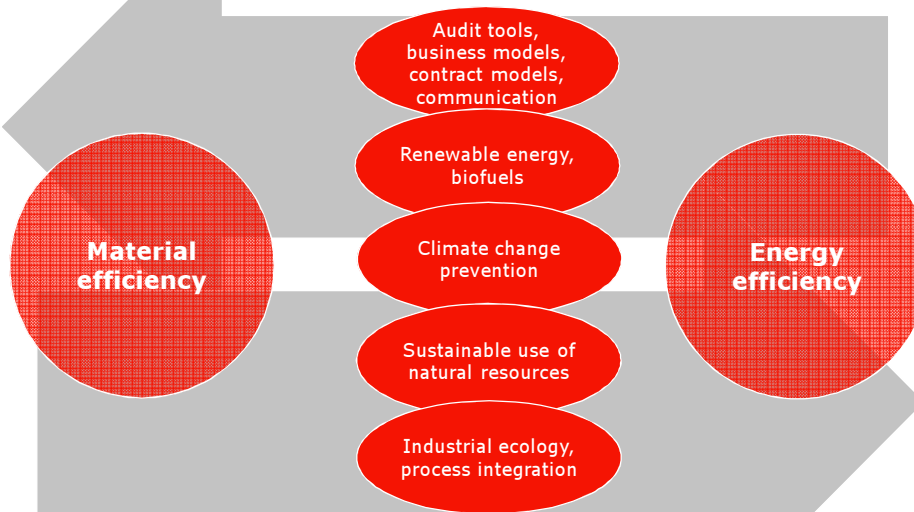 Audit tools,
business models,
contract models,
communication
Renewable energy,
biofuels
Material
efficiency
Climate change
prevention
Energy
efficiency
Sustainable use of
natural resources
Industrial ecology,
process integration